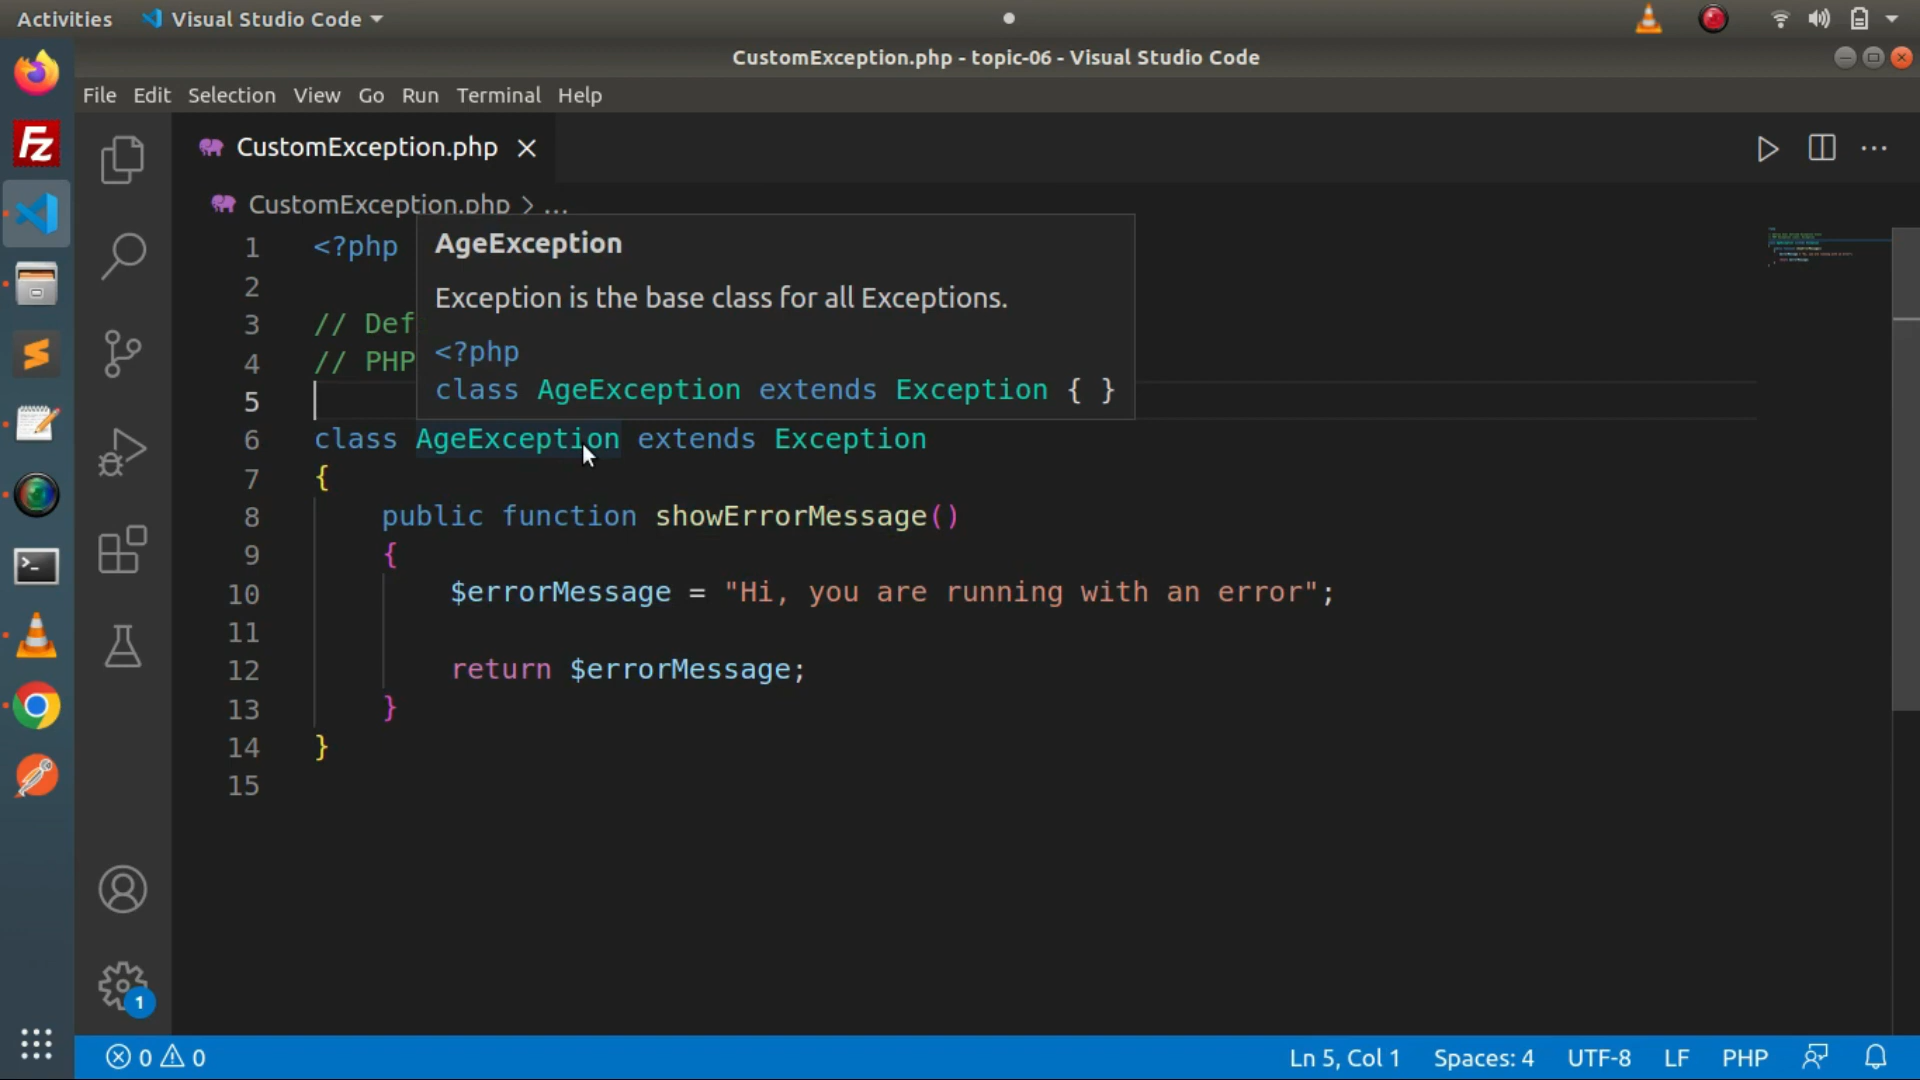 Activities Visual Studio Code
CustomException.php - topic-06 - Visual Studio Code
File Edit Selection View Go Run Terminal Help
CustomException.php
CustomException.php > ...
1 <?php
2
3 // Def
4 // PHP
5
AgeException
Exception is the base class for all Exceptions.
<?php
class AgeException extends Exception { }
6 class AgeException extends Exception
7 {
8 public function showErrorMessage()
9 {
10 $errorMessage = "Hi, you are running with an error";
11
12 return $errorMessage;
13 }
14 }
15
1
0 0
Ln 5, Col 1 Spaces: 4 UTF-8 LF PHP